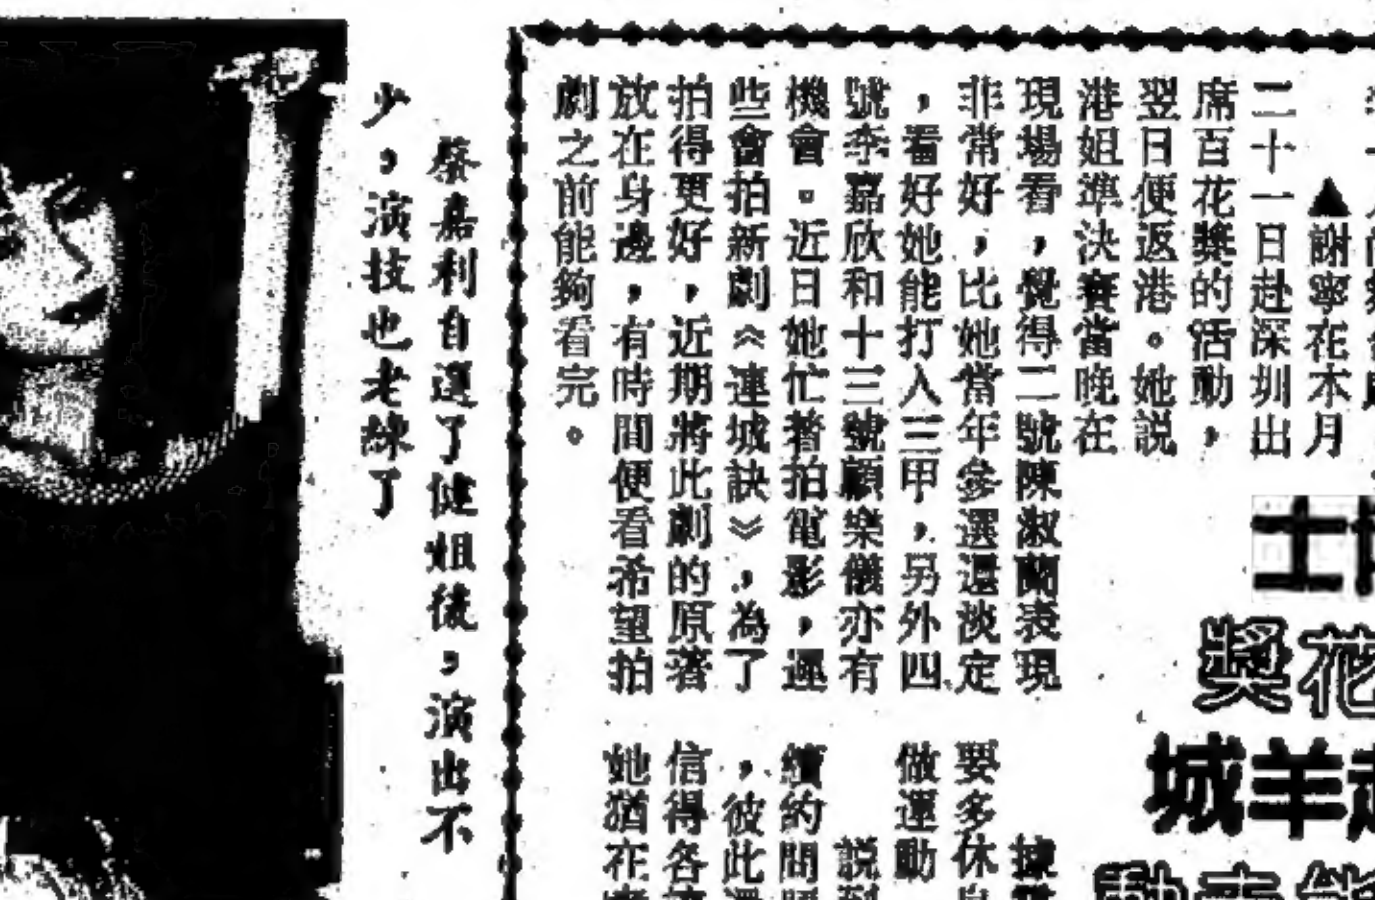 ▲謝寧在本月
二十一日赴深圳出
席百花獎的活動，
翌日便返港。她説
港姐準決賽當晚在
現場看，覺得二號陳淑蘭表現
非常好，比她當年參選還淡定
，看好她能打入三甲，另外四
號李嘉欣和十三號顧樂儀亦有
機會。近日她忙着拍電影，遲
些會拍新劇《連城訣》，為了
拍得更好，近期將此劇的原著
放在身邊，有時間便看希望拍
劇之前能夠看完。
要多休
做運動
説
續約問
，彼此
信得各
她猶在
獎花
城羊
蔡嘉利自選了健姐後，演出不
少，演技也老練了